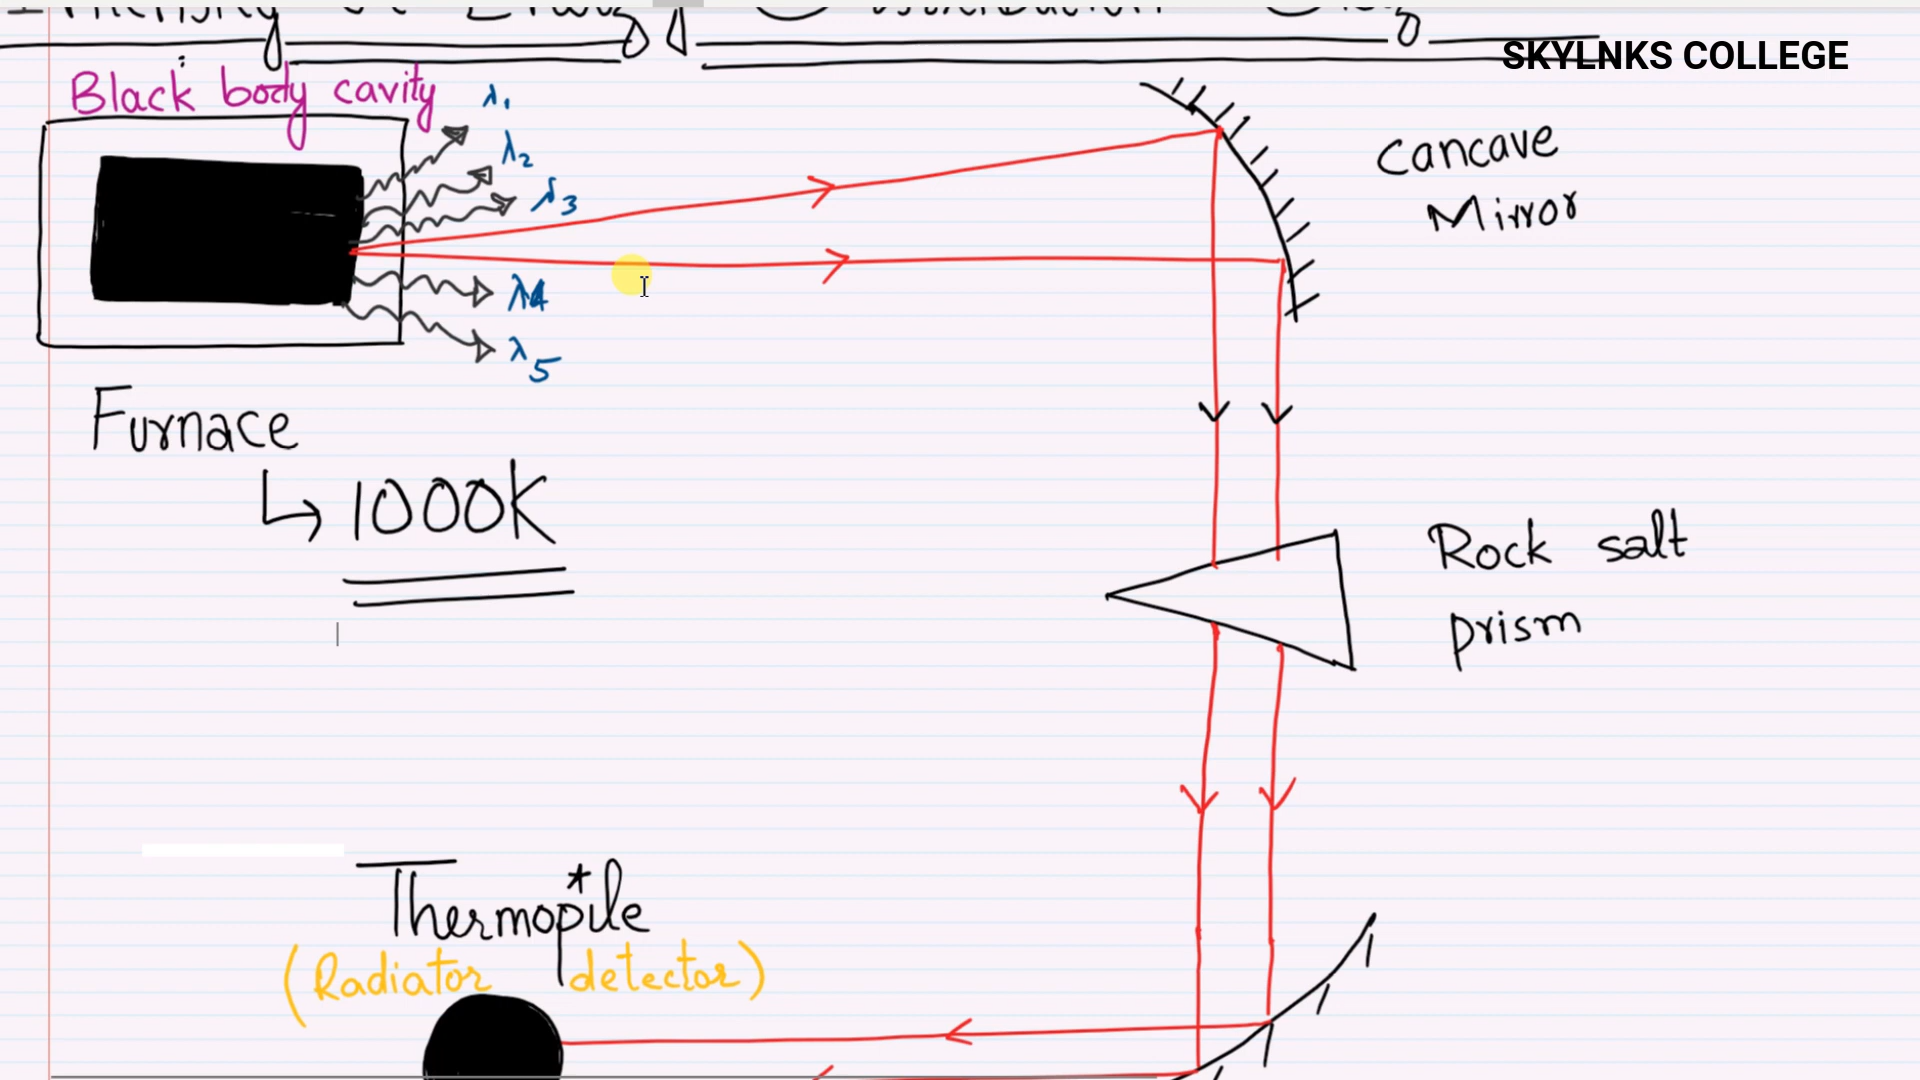 SKYLNKS COLLEGE
Black body cavity
λ1
λ2
λ3
λ4
λ5
Cancave
Mirror
Furnace
↳ 1000K
Rock salt
prism
Thermopile*
(Radiator detector)